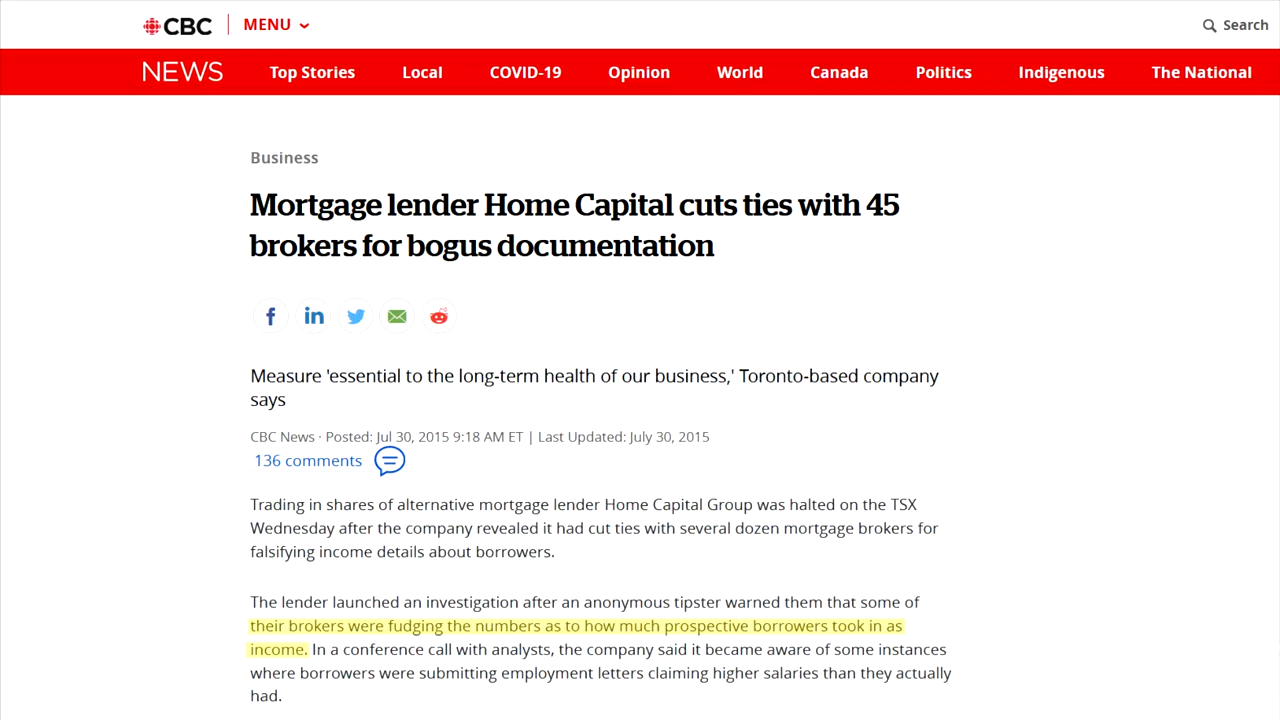 CBC MENU Search
NEWS Top Stories Local COVID-19 Opinion World Canada Politics Indigenous The National
Business
Mortgage lender Home Capital cuts ties with 45
brokers for bogus documentation
Measure 'essential to the long-term health of our business,' Toronto-based company
says
CBC News · Posted: Jul 30, 2015 9:18 AM ET | Last Updated: July 30, 2015
136 comments
Trading in shares of alternative mortgage lender Home Capital Group was halted on the TSX
Wednesday after the company revealed it had cut ties with several dozen mortgage brokers for
falsifying income details about borrowers.
The lender launched an investigation after an anonymous tipster warned them that some of
their brokers were fudging the numbers as to how much prospective borrowers took in as
income. In a conference call with analysts, the company said it became aware of some instances
where borrowers were submitting employment letters claiming higher salaries than they actually
had.